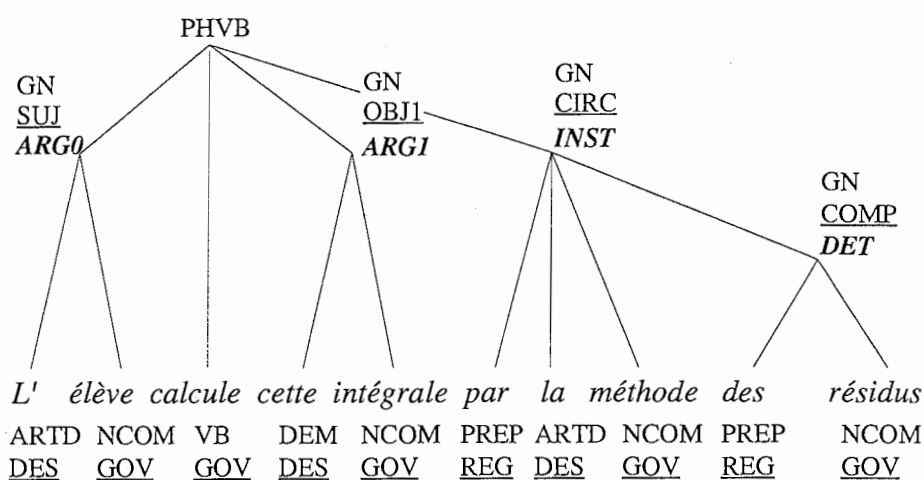 PHVB
GN GN GN
SUJ OBJ1 CIRC
ARG0 ARG1 INST
GN
COMP
DET
L' élève calcule cette intégrale par la méthode des résidus
ARTD NCOM VB DEM NCOM PREP ARTD NCOM PREP NCOM
DES GOV GOV DES GOV REG DES GOV REG GOV